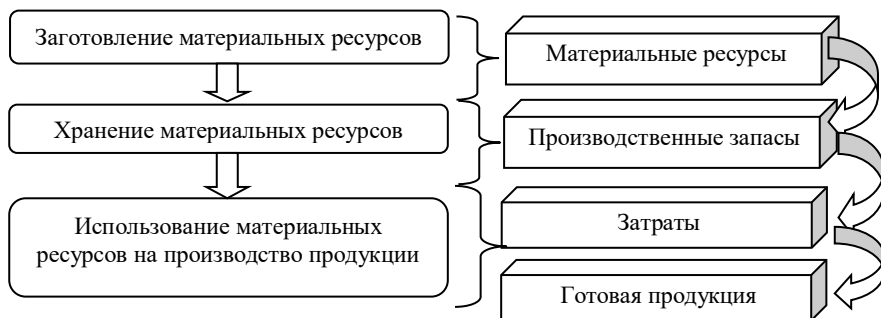 Заготовление материальных ресурсов
Материальные ресурсы
Хранение материальных ресурсов
Производственные запасы
Использование материальных
ресурсов на производство продукции
Затраты
Готовая продукция